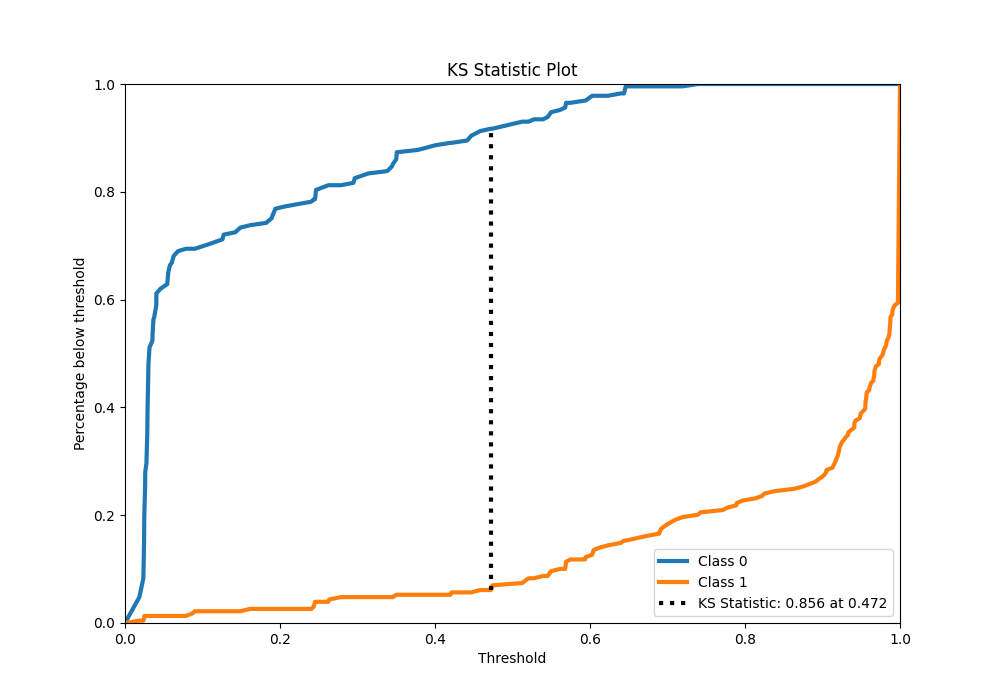 KS Statistic Plot
1.0
0.8
0.6
0.4
0.2
0.0
Percentage below threshold
0.0 0.2 0.4 0.6 0.8 1.0
Threshold
Class 0
Class 1
KS Statistic: 0.856 at 0.472